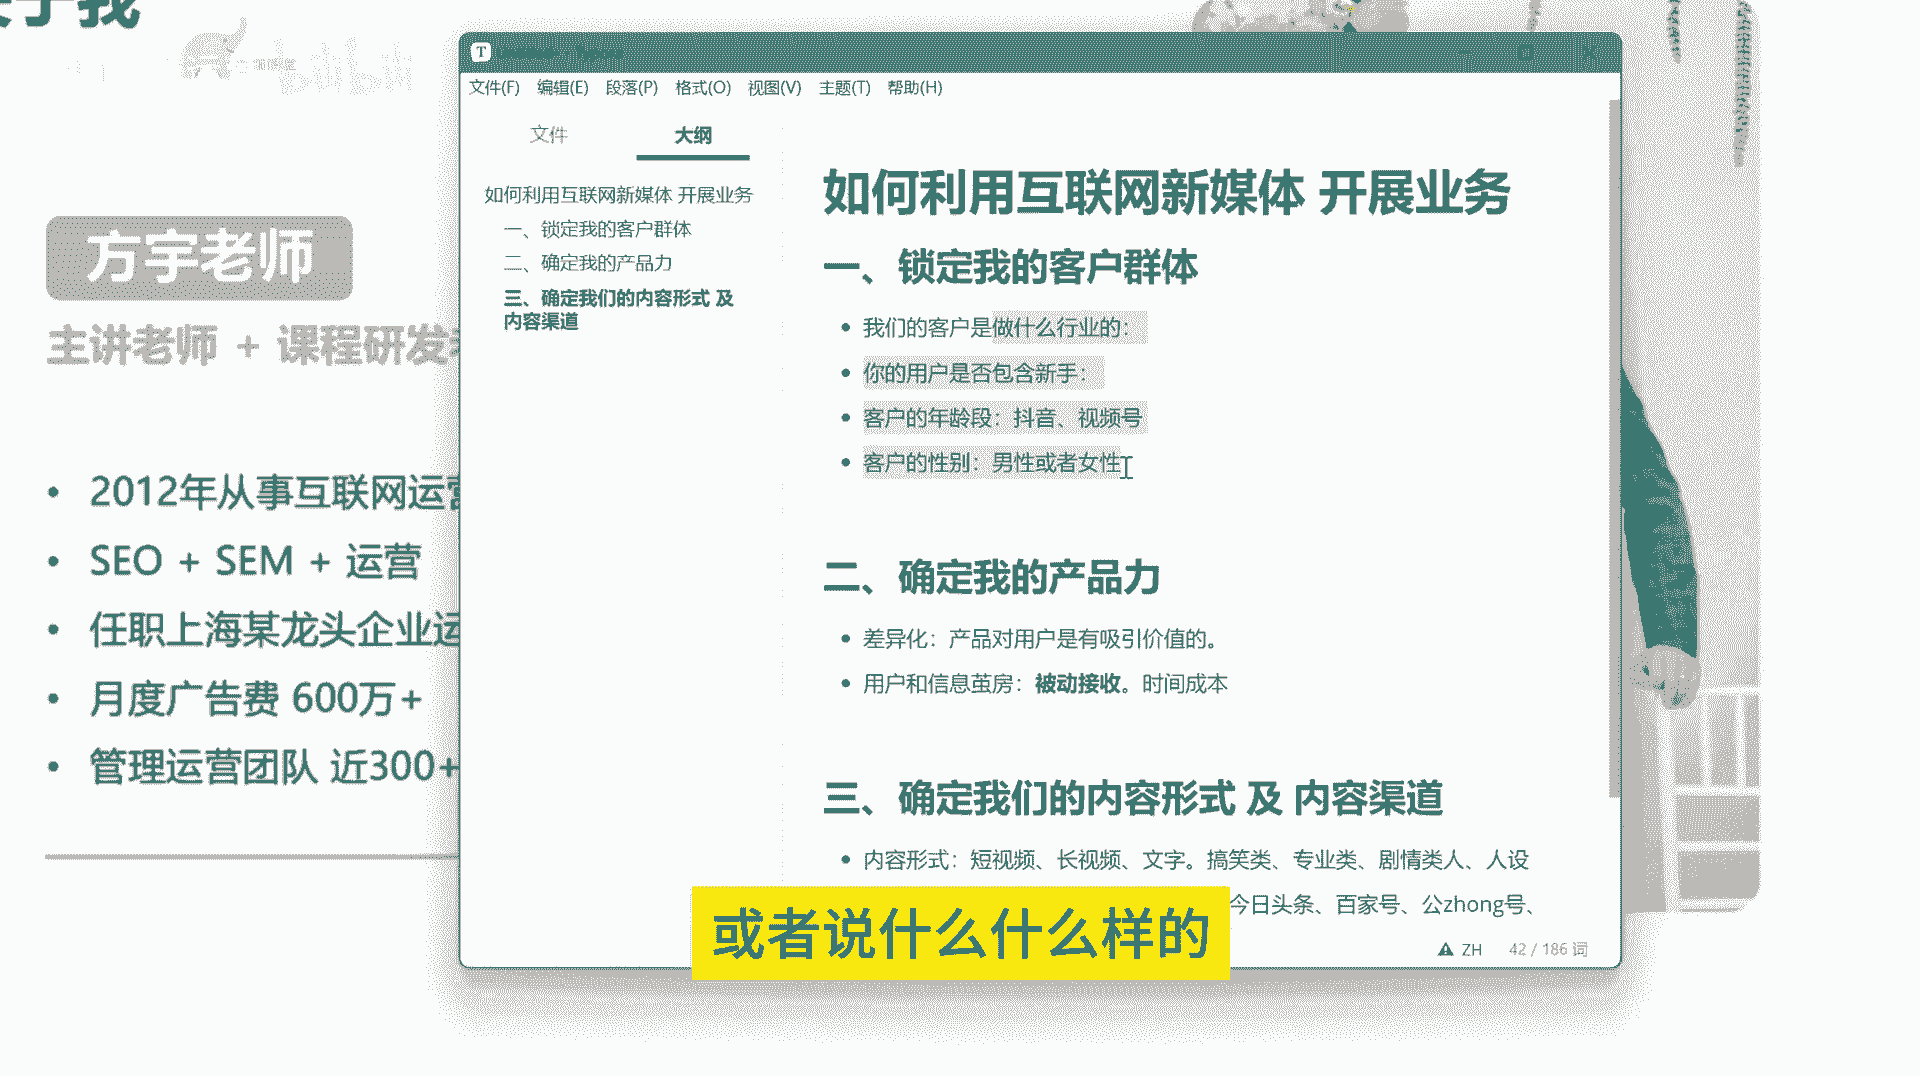 方宇老师
主讲老师 + 课程研发
2012年从事互联网运营
SEO + SEM + 运营
任职上海某龙头企业运
月度广告费 600万+
管理运营团队 近300+
T
文件(F) 编辑(E) 段落(P) 格式(O) 视图(V) 主题(T) 帮助(H)
文件 大纲
如何利用互联网新媒体 开展业务
一、锁定我的客户群体
二、确定我的产品力
三、确定我们的内容形式 及
内容渠道
如何利用互联网新媒体 开展业务
一、锁定我的客户群体
我们的客户是做什么行业的：
你的用户是否包含新手：
客户的年龄段：抖音、视频号
客户的性别：男性或者女性
二、确定我的产品力
差异化：产品对用户是有吸引价值的。
用户和信息茧房：被动接收。时间成本
三、确定我们的内容形式 及 内容渠道
内容形式：短视频、长视频、文字。搞笑类、专业类、剧情类人、人设
今日头条、百家号、公zhong号、
ZH 42 / 186 词
或者说什么什么样的